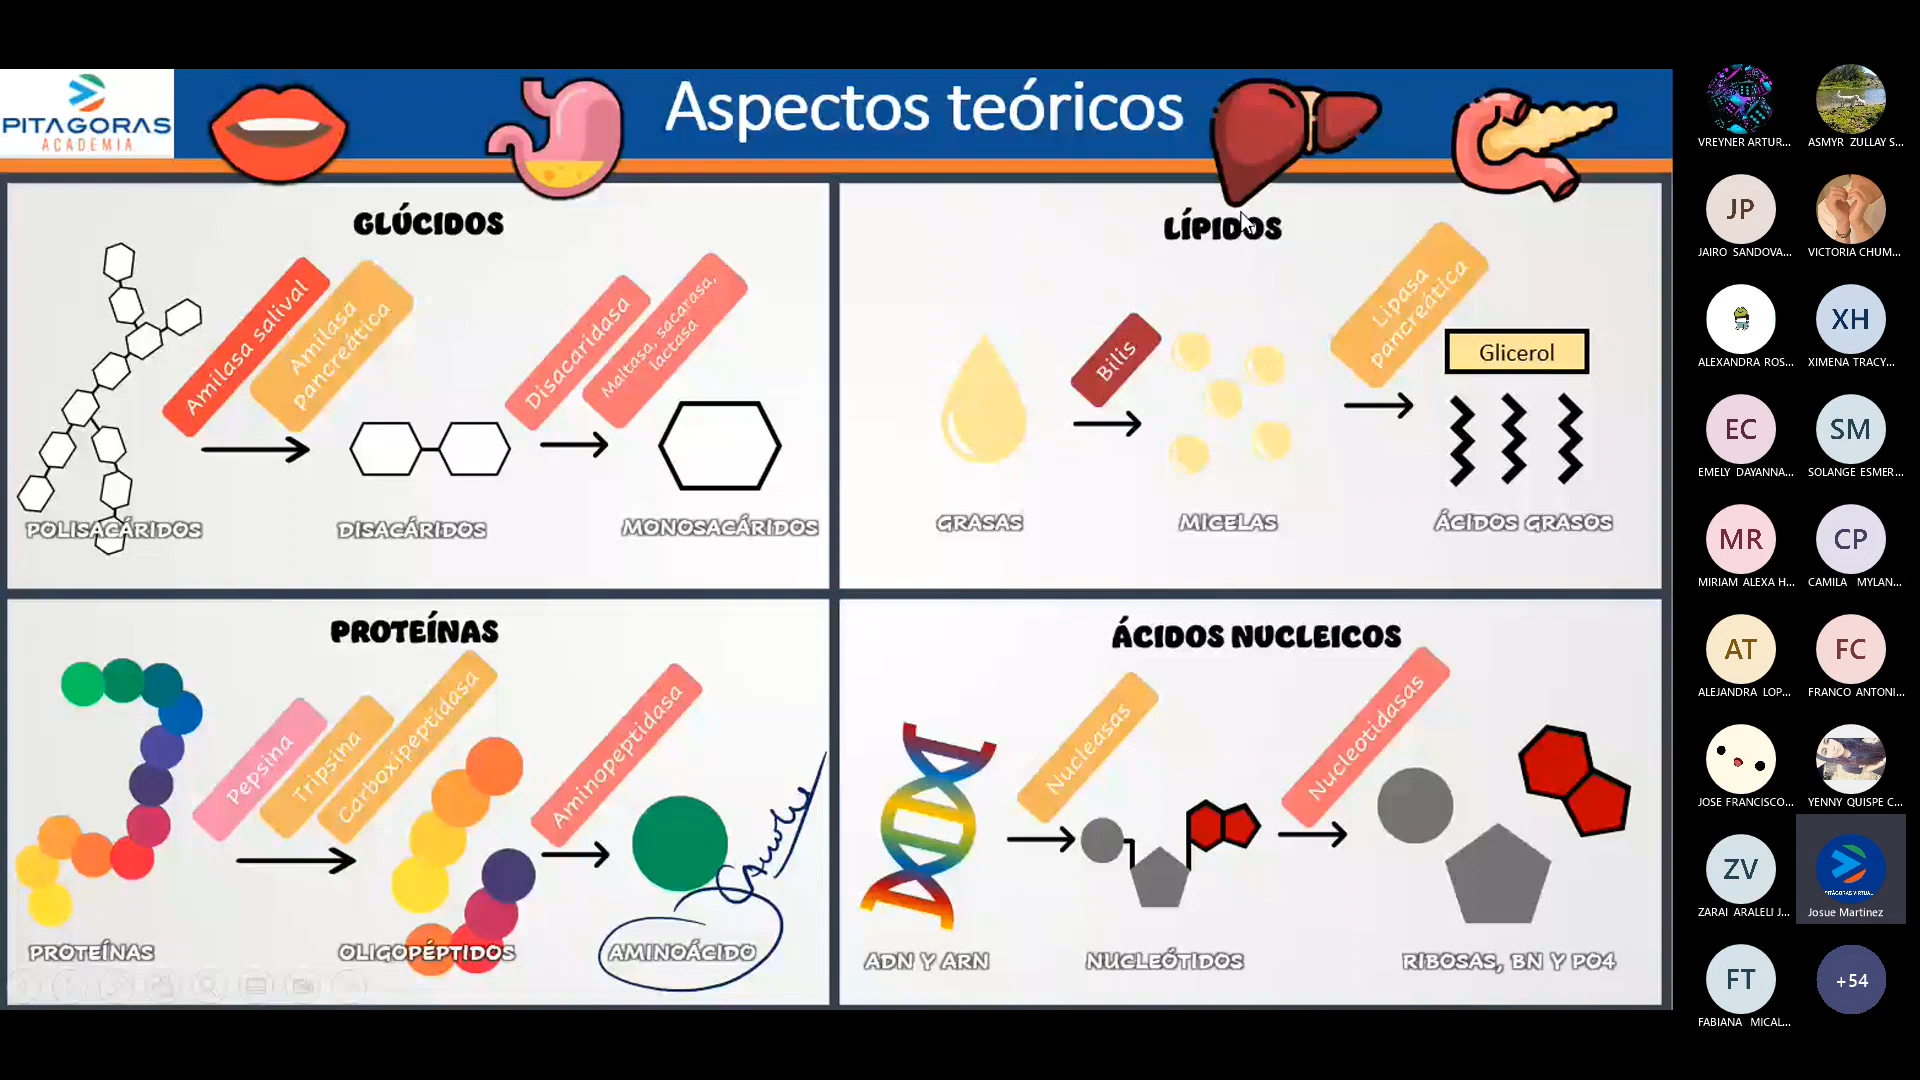 PITAGORAS
ACADEMIA
Aspectos teóricos
GLÚCIDOS
Amilasa salival
Amilasa
pancreática
Disacaridasa
Maltasa, sacarasa,
lactasa
POLISACÁRIDOS
DISACÁRIDOS
MONOSACÁRIDOS
LÍPIDOS
Bilis
Lipasa
pancreática
Glicerol
GRASAS
MICELAS
ÁCIDOS GRASOS
PROTEÍNAS
Pepsina
Tripsina
Carboxipeptidasa
Aminopeptidasa
PROTEÍNAS
OLIGOPÉPTIDOS
AMINOÁCIDO
ÁCIDOS NUCLEICOS
Nucleasas
Nucleotidasas
ADN Y ARN
NUCLEÓTIDOS
RIBOSAS, BN Y PO4
VREYNER ARTUR...
ASMYR ZULLAY S...
JP
JAIRO SANDOVA...
VICTORIA CHUM...
ALEXANDRA ROS...
XH
XIMENA TRACY...
EC
EMELY DAYANNA...
SM
SOLANGE ESMER...
MR
MIRIAM ALEXA H...
CP
CAMILA MYLAN...
AT
ALEJANDRA LOP...
FC
FRANCO ANTONI...
JOSE FRANCISCO...
YENNY QUISPE C...
ZV
ZARAI ARALELI J...
PITÁGORAS VIRTUAL
Josue Martinez
FT
FABIANA MICAL...
+54